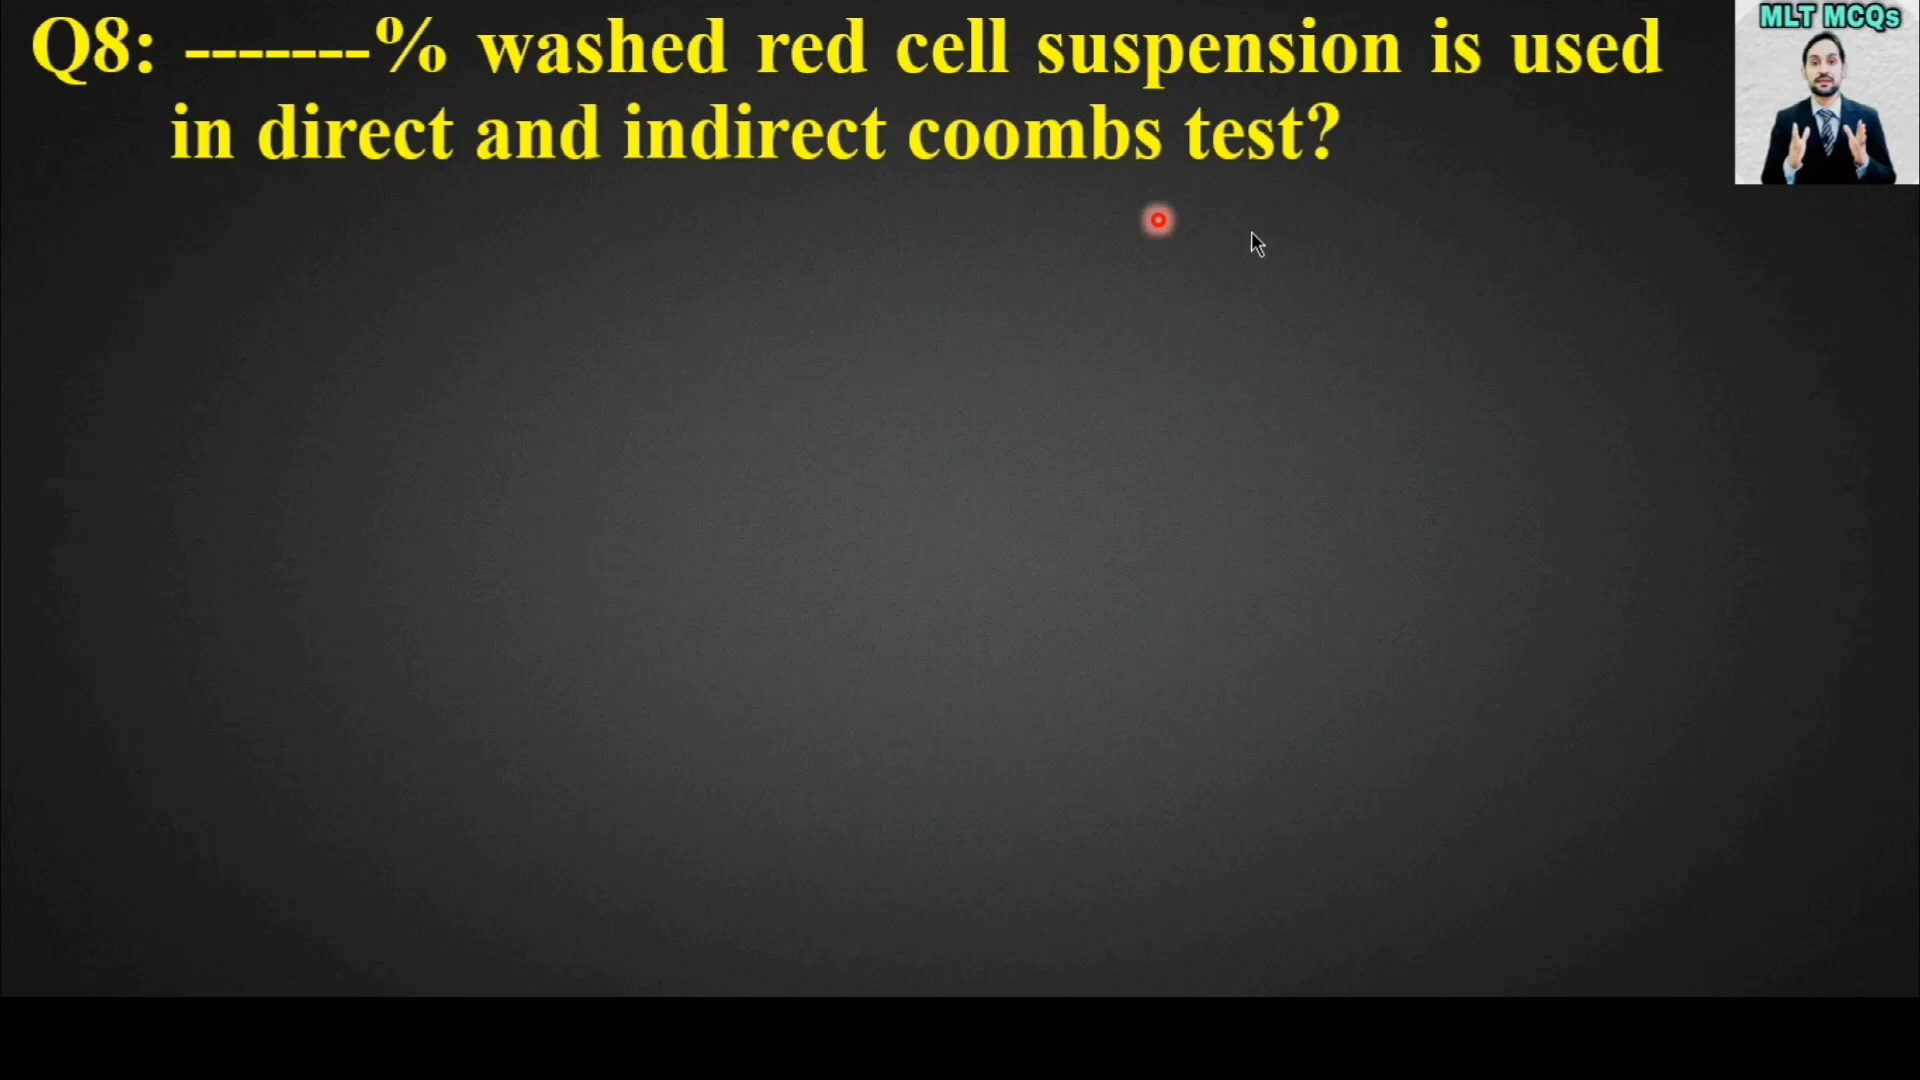 MLT MCQs
Q8: -------% washed red cell suspension is used
in direct and indirect coombs test?